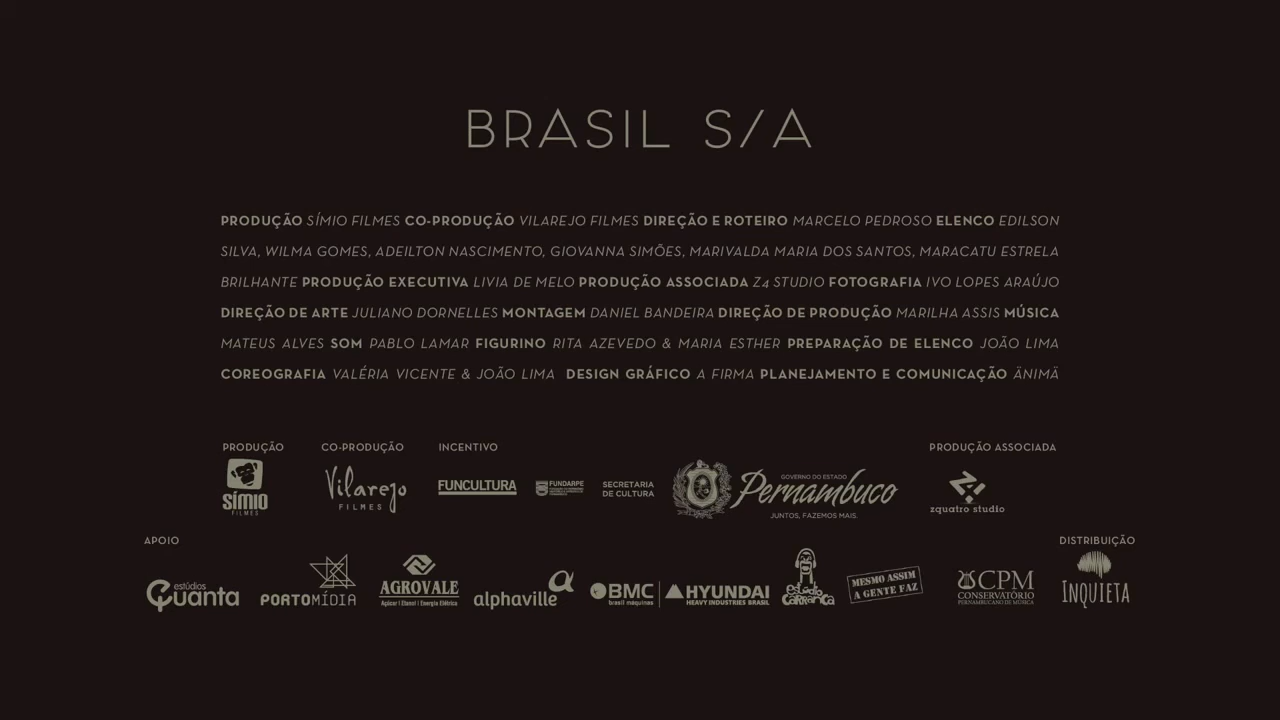 BRASIL S/A
PRODUÇÃO SÍMIO FILMES CO-PRODUÇÃO VILAREJO FILMES DIREÇÃO E ROTEIRO MARCELO PEDROSO ELENCO EDILSON
SILVA, WILMA GOMES, ADEILTON NASCIMENTO, GIOVANNA SIMÕES, MARIVALDA MARIA DOS SANTOS, MARACATU ESTRELA
BRILHANTE PRODUÇÃO EXECUTIVA LIVIA DE MELO PRODUÇÃO ASSOCIADA Z4 STUDIO FOTOGRAFIA IVO LOPES ARAÚJO
DIREÇÃO DE ARTE JULIANO DORNELLES MONTAGEM DANIEL BANDEIRA DIREÇÃO DE PRODUÇÃO MARILHA ASSIS MÚSICA
MATEUS ALVES SOM PABLO LAMAR FIGURINO RITA AZEVEDO & MARIA ESTHER PREPARAÇÃO DE ELENCO JOÃO LIMA
COREOGRAFIA VALÉRIA VICENTE & JOÃO LIMA DESIGN GRÁFICO A FIRMA PLANEJAMENTO E COMUNICAÇÃO ÄNIMÄ
PRODUÇÃO CO-PRODUÇÃO INCENTIVO PRODUÇÃO ASSOCIADA
SÍMIO
FILMES
Vilarejo
FILMES
FUNCULTURA
FUNDARPE
SECRETARIA
DE CULTURA
GOVERNO DO ESTADO
Pernambuco
JUNTOS, FAZEMOS MAIS.
zquatro studio
APOIO DISTRIBUIÇÃO
estúdios
Quanta
PORTOMÍDIA
AGROVALE
Açúcar | Etanol | Energia Elétrica
alphaville
BMC
brasil máquinas
HYUNDAI
HEAVY INDUSTRIES BRASIL
estúdio
CARRANCA
MESMO ASSIM
A GENTE FAZ
CPM
CONSERVATÓRIO
PERNAMBUCANO DE MÚSICA
INQUIETA